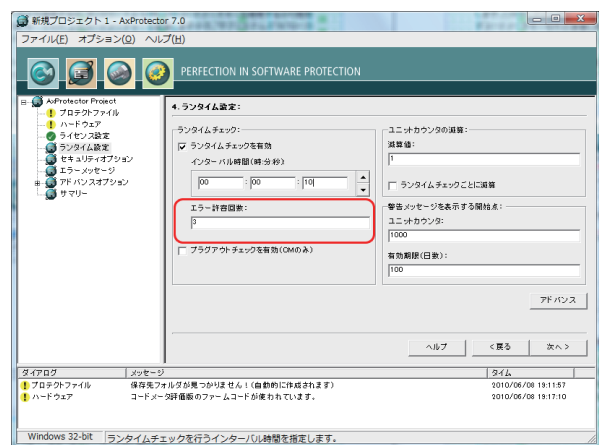 新規プロジェクト 1 - AxProtector 7.0
ファイル(F) オプション(O) ヘルプ(H)
PERFECTION IN SOFTWARE PROTECTION
AxProtector Project
プロテクトファイル
ハードウェア
ライセンス設定
ランタイム設定
セキュリティオプション
エラーメッセージ
アドバンスオプション
サマリー
4. ランタイム設定:
ランタイムチェック:
ランタイムチェックを有効
インターバル時間(時:分:秒)
00 : 00 : 10
エラー許容回数:
3
プラグアウトチェックを有効(CMのみ)
ユニットカウンタの減算:
減算値:
1
ランタイムチェックごとに減算
警告メッセージを表示する開始点:
ユニットカウンタ:
1000
有効期限(日数):
100
アドバンス
ヘルプ < 戻る 次へ >
ダイアログ メッセージ タイム
プロテクトファイル 保存先フォルダが見つかりません!(自動的に作成されます) 2010/06/08 19:11:57
ハードウェア コードメータ評価版のファームコードが使われています。 2010/06/08 19:17:10
Windows 32-bit ランタイムチェックを行うインターバル時間を指定します。